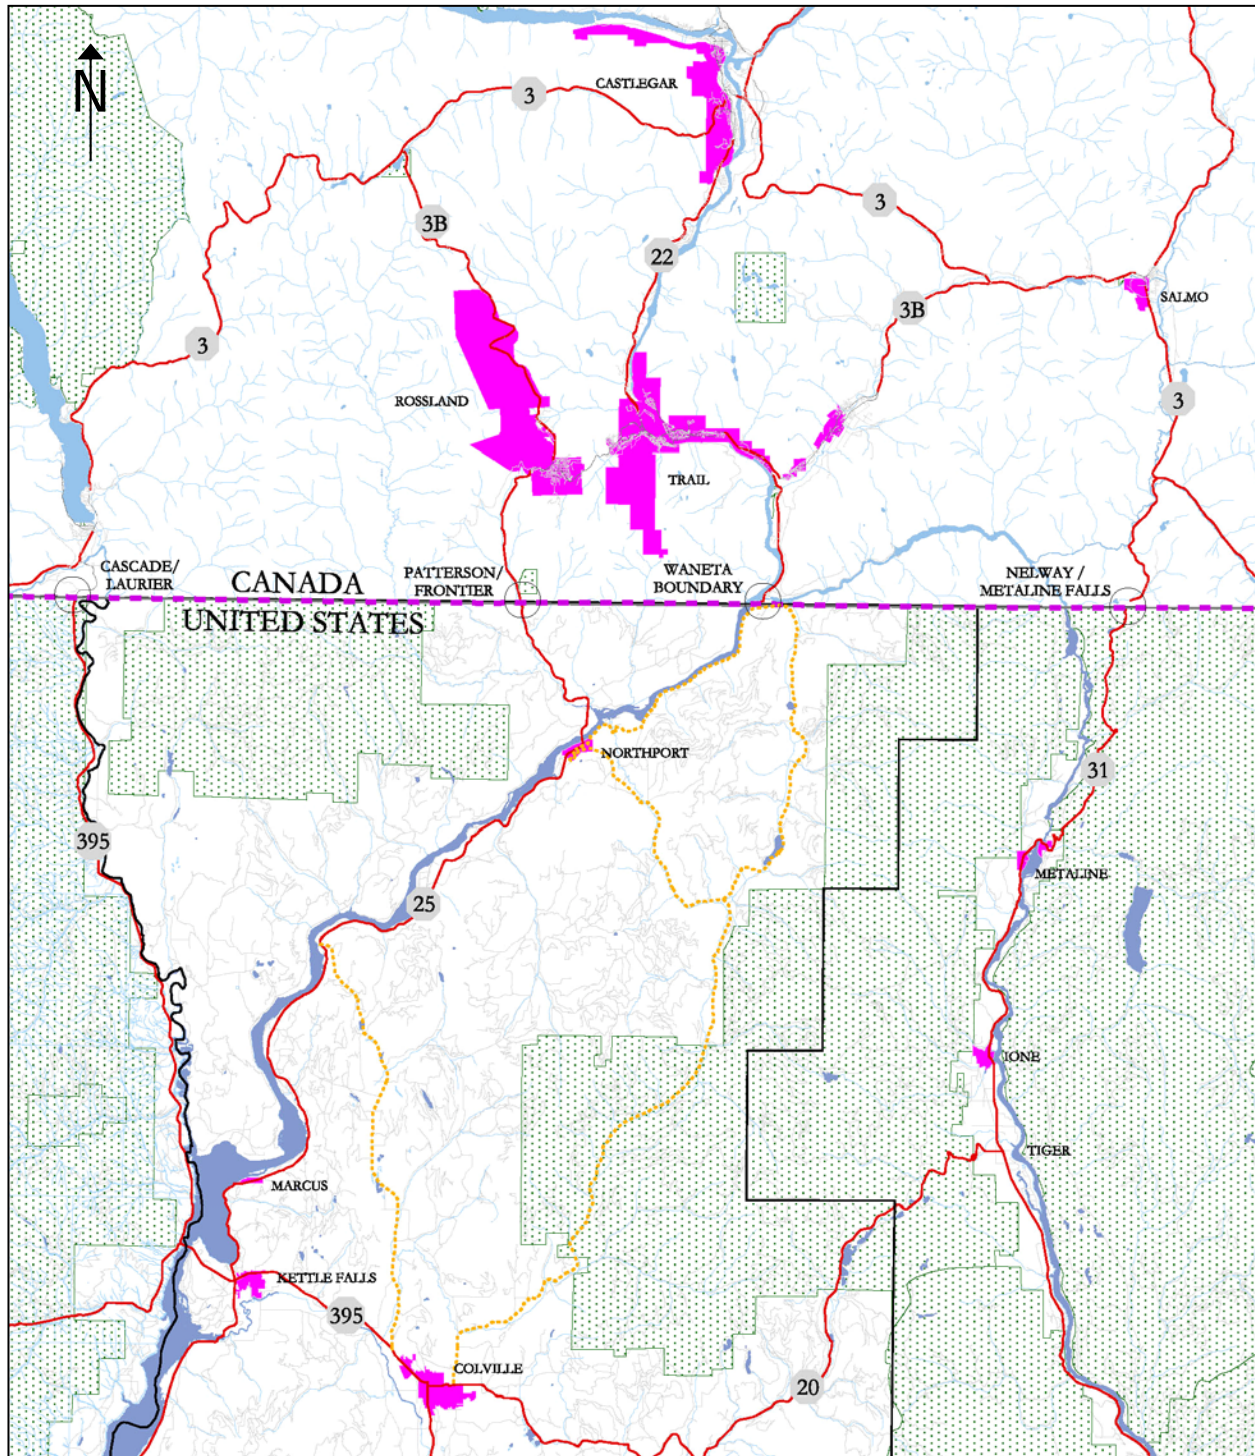 N
CASTLEGAR
3
3
3B
22
SALMO
3B
3
3
ROSSLAND
TRAIL
CASCADE/
LAURIER
CANADA
PATTERSON/
FRONTIER
WANETA
BOUNDARY
NELWAY /
METALINE FALLS
UNITED STATES
NORTHPORT
31
395
METALINE
25
IONE
TIGER
MARCUS
KETTLE FALLS
395
COLVILLE
20